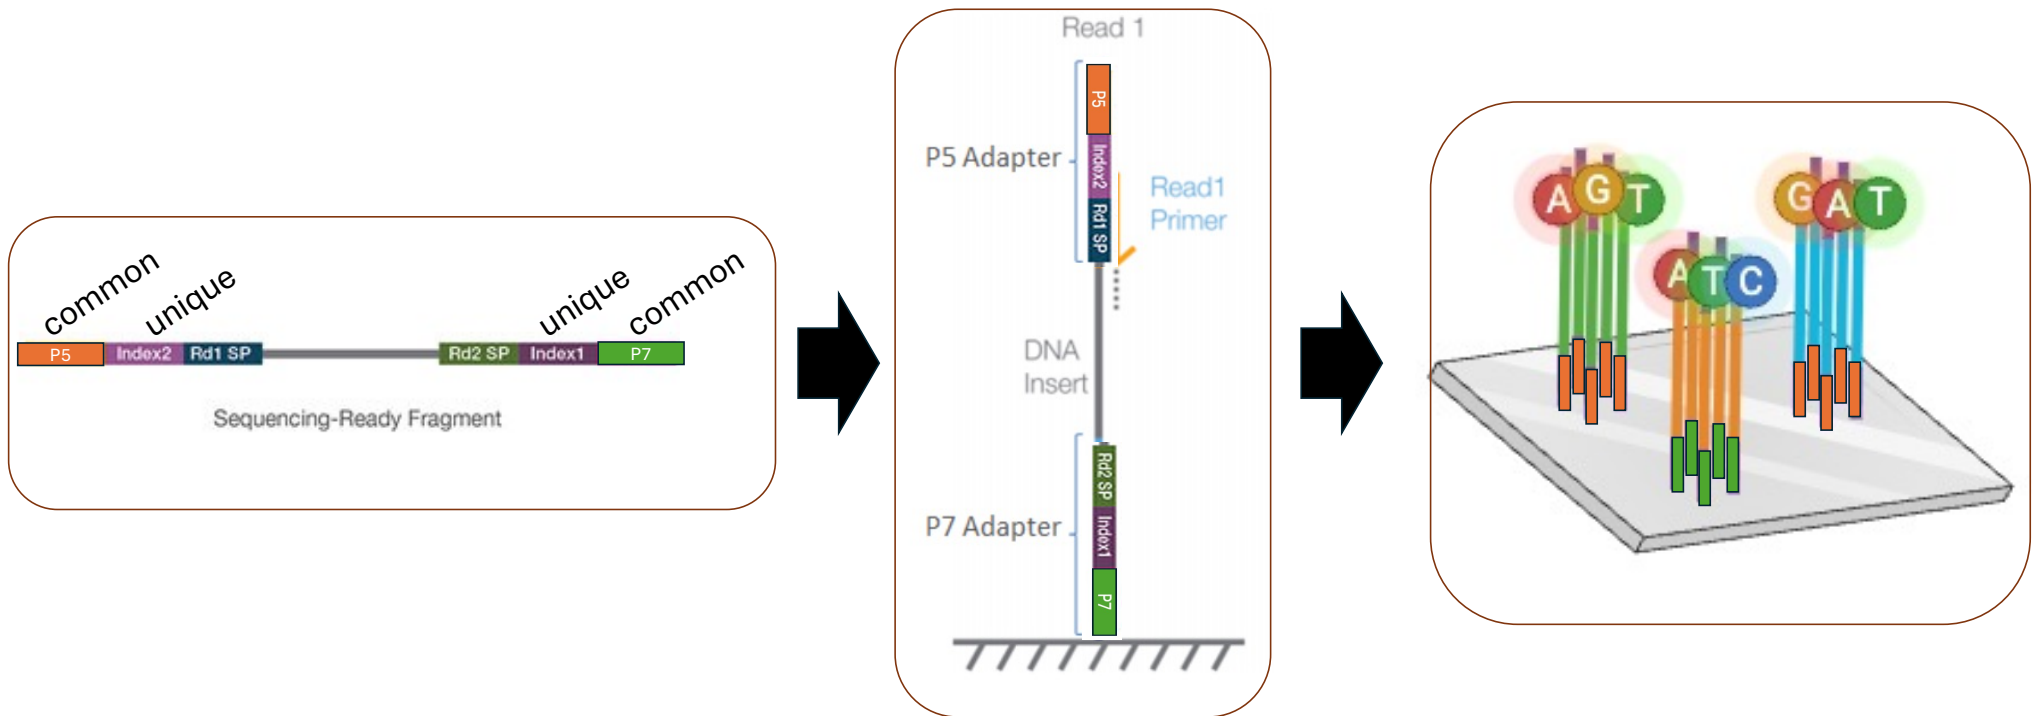 common
unique
unique
common
P5
Index2
Rd1 SP
Rd2 SP
Index1
P7
Sequencing-Ready Fragment
Read 1
P5
P5 Adapter
Index2
Read1
Primer
Rd1 SP
DNA
Insert
Rd2 SP
P7 Adapter
Index1
P7
A G T
G A T
A T C